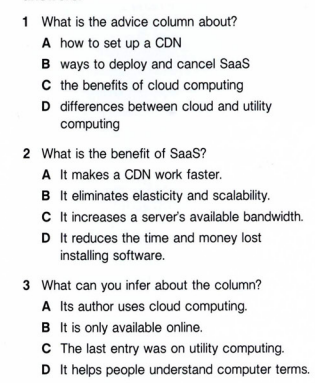 1 What is the advice column about?
A how to set up a CDN
B ways to deploy and cancel SaaS
C the benefits of cloud computing
D differences between cloud and utility
computing
2 What is the benefit of SaaS?
A It makes a CDN work faster.
B It eliminates elasticity and scalability.
C It increases a server's available bandwidth.
D It reduces the time and money lost
installing software.
3 What can you infer about the column?
A Its author uses cloud computing.
B It is only available online.
C The last entry was on utility computing.
D It helps people understand computer terms.